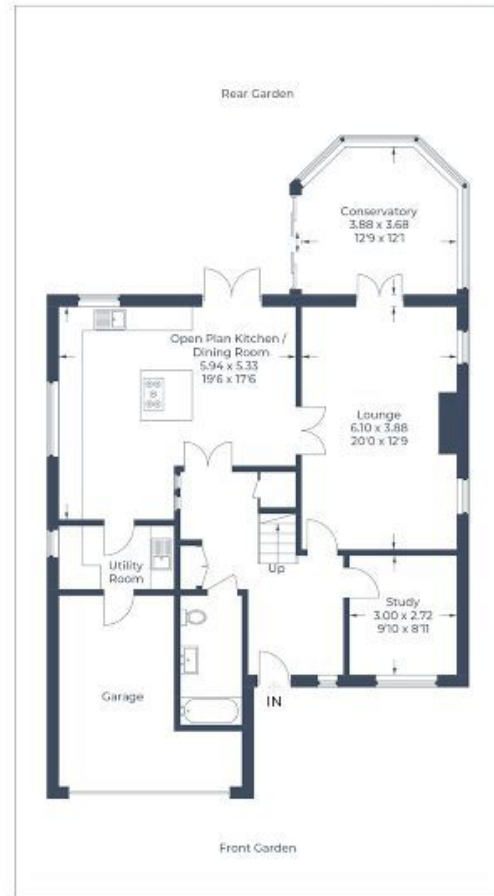 Rear Garden
Conservatory
3.88 x 3.68
12'9 x 12'1
Open Plan Kitchen /
Dining Room
5.94 x 5.33
19'6 x 17'6
Lounge
6.10 x 3.88
20'0 x 12'9
Utility
Room
Up
Study
3.00 x 2.72
9'10 x 8'11
Garage
IN
Front Garden